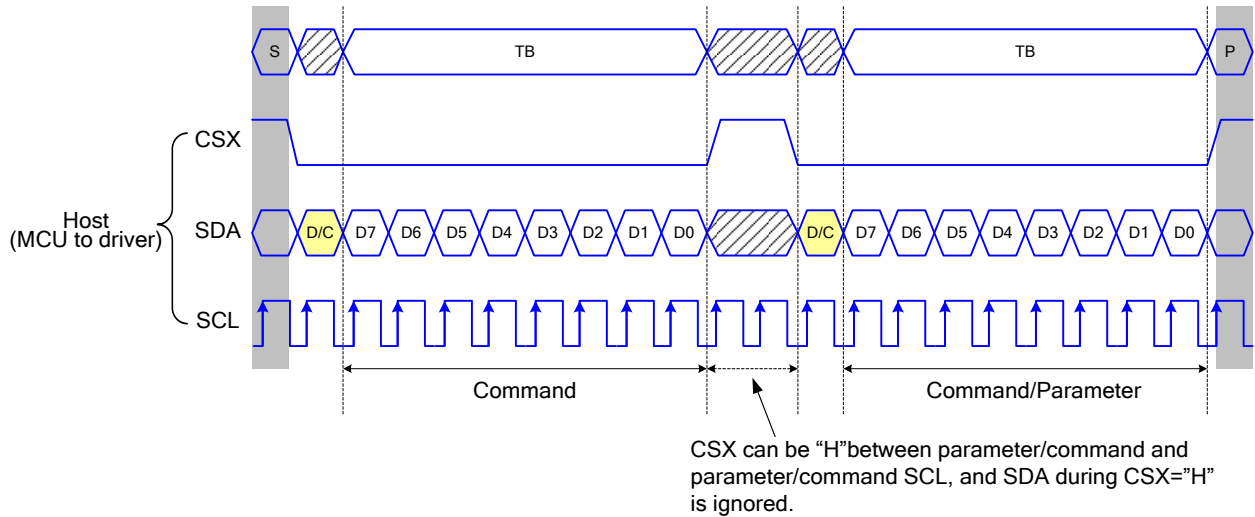 S TB TB P
CSX
Host
(MCU to driver)
SDA D/C D7 D6 D5 D4 D3 D2 D1 D0 D/C D7 D6 D5 D4 D3 D2 D1 D0
SCL
Command Command/Parameter
CSX can be “H”between parameter/command and
parameter/command SCL, and SDA during CSX=”H”
is ignored.